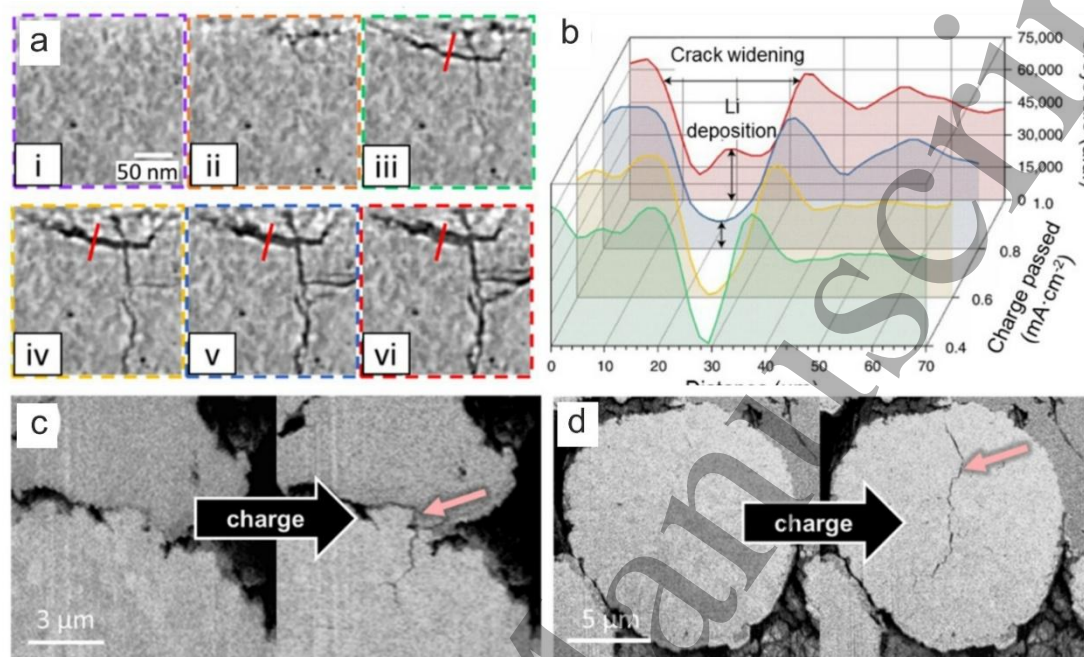 a
i
50 nm
ii
iii
iv
v
vi
b
Crack widening
Li
deposition
75,000
60,000
45,000
30,000
15,000
0
1.0
0.8
0.6
0.4
Charge passed
(mA·cm⁻²)
0
10
20
30
40
50
60
70
c
charge
3 µm
d
charge
5 µm